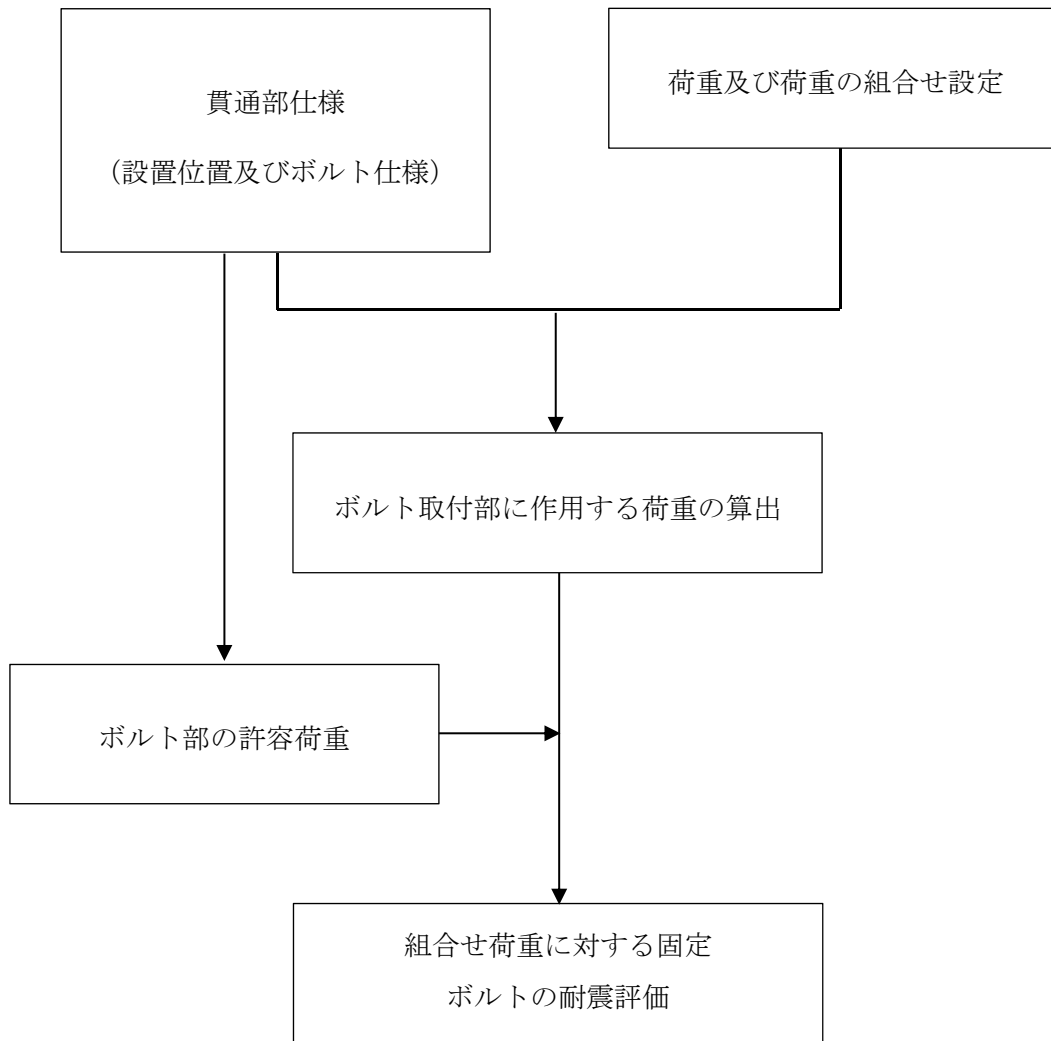 貫通部仕様
（設置位置及びボルト仕様）
荷重及び荷重の組合せ設定
ボルト取付部に作用する荷重の算出
ボルト部の許容荷重
組合せ荷重に対する固定
ボルトの耐震評価